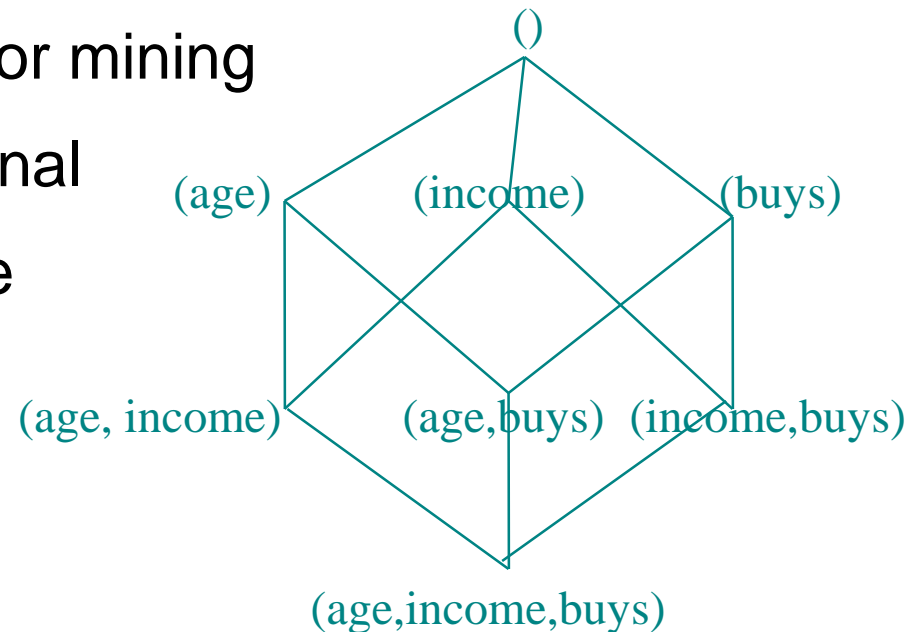 ()
or mining
nal
(age) (income) (buys)
e
(age, income) (age,buys) (income,buys)
(age,income,buys)